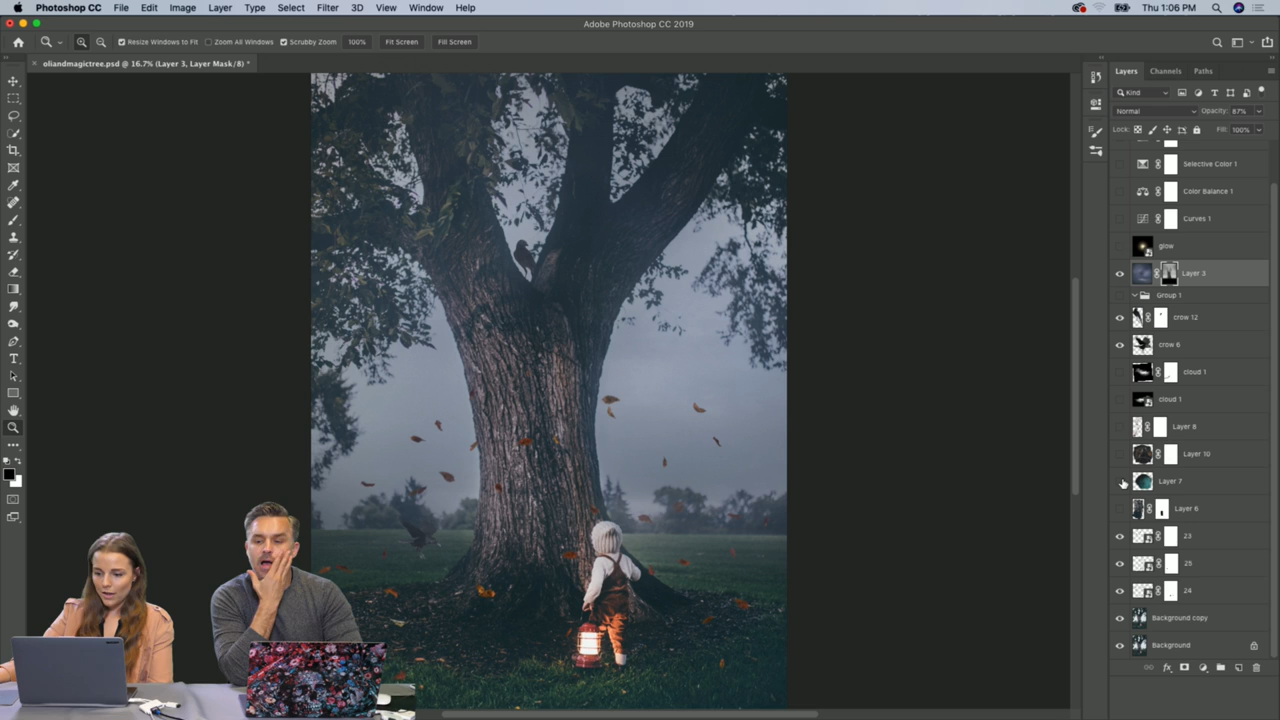 Photoshop CC File Edit Image Layer Type Select Filter 3D View Window Help Thu 1:06 PM
Adobe Photoshop CC 2019
Resize Windows to Fit Zoom All Windows Scrubby Zoom 100% Fit Screen Fill Screen
oliandmagictree.psd @ 16.7% (Layer 3, Layer Mask/8) *
Layers Channels Paths
Kind
Normal Opacity: 87%
Lock: Fill: 100%
Selective Color 1
Color Balance 1
Curves 1
glow
Layer 3
Group 1
crow 12
crow 6
cloud 1
cloud 1
Layer 8
Layer 10
Layer 7
Layer 6
23
25
24
Background copy
Background
fx